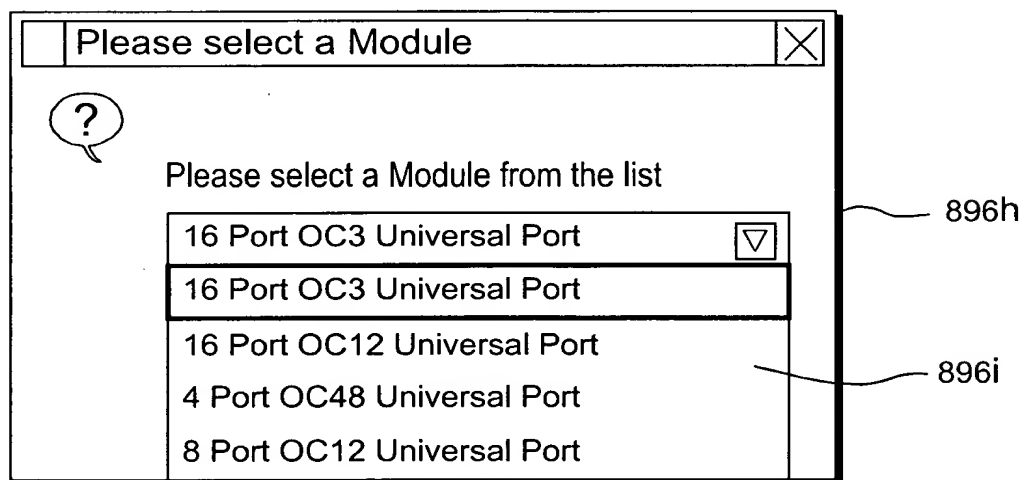 Please select a Module
?
Please select a Module from the list
896h
16 Port OC3 Universal Port
16 Port OC3 Universal Port
16 Port OC12 Universal Port
896i
4 Port OC48 Universal Port
8 Port OC12 Universal Port